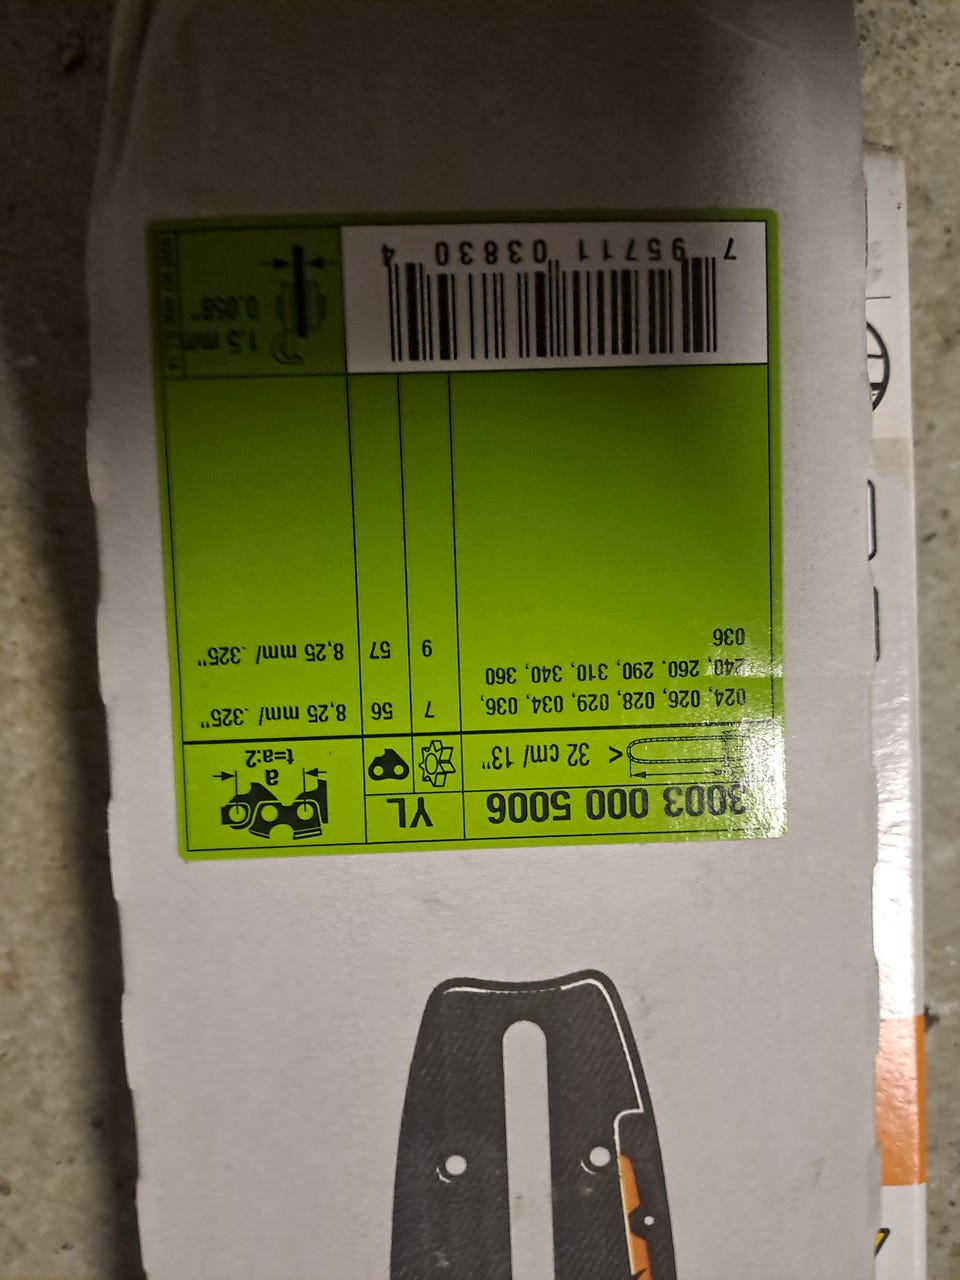 3003 000 5006 YL
< 32 cm/ 13"
a
t=a:2
024, 026, 028, 029, 034, 036, 7 56 8,25 mm/ .325"
240, 260, 290, 310, 340, 360
036 9 57 8,25 mm/ .325"
7 95711 03830 4
1,5 mm
0.058"